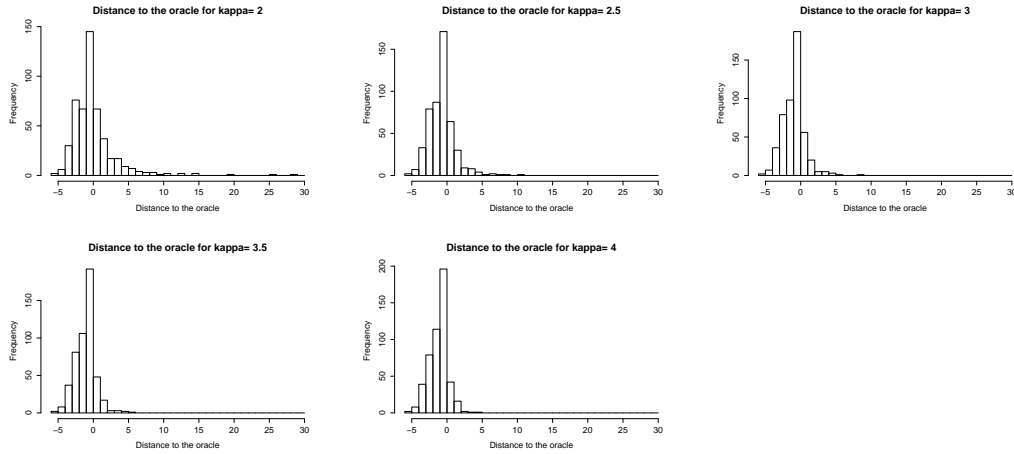 Distance to the oracle for kappa= 2
Frequency
0 50 100 150
−5 0 5 10 15 20 25 30
Distance to the oracle
Distance to the oracle for kappa= 2.5
Frequency
0 50 100 150
−5 0 5 10 15 20 25 30
Distance to the oracle
Distance to the oracle for kappa= 3
Frequency
0 50 100 150
−5 0 5 10 15 20 25 30
Distance to the oracle
Distance to the oracle for kappa= 3.5
Frequency
0 50 100 150
−5 0 5 10 15 20 25 30
Distance to the oracle
Distance to the oracle for kappa= 4
Frequency
0 50 100 150 200
−5 0 5 10 15 20 25 30
Distance to the oracle